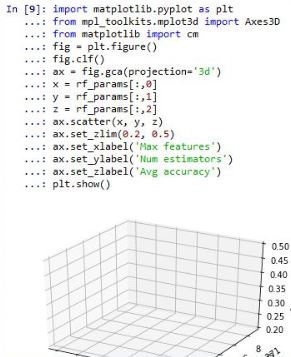 In [9]: import matplotlib.pyplot as plt
   ...: from mpl_toolkits.mplot3d import Axes3D
   ...: from matplotlib import cm
   ...: fig = plt.figure()
   ...: fig.clf()
   ...: ax = fig.gca(projection='3d')
   ...: x = rf_params[:,0]
   ...: y = rf_params[:,1]
   ...: z = rf_params[:,2]
   ...: ax.scatter(x, y, z)
   ...: ax.set_zlim(0.2, 0.5)
   ...: ax.set_xlabel('Max features')
   ...: ax.set_ylabel('Num estimators')
   ...: ax.set_zlabel('Avg accuracy')
   ...: plt.show()
0.50
0.45
0.40
0.35
0.30
0.25
0.20
8